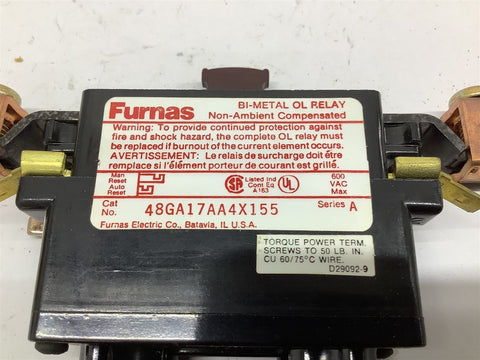 Furnas
BI-METAL OL RELAY
Non-Ambient Compensated
Warning: To provide continued protection against
fire and shock hazard, the complete OL relay must
be replaced if burnout of the current element occurs.
AVERTISSEMENT: Le relais de surcharge doit être
remplace si l'élément porteur de courant est grillé.
Man
Reset
Auto
Reset
SA
Listed Ind
Cont Eq
A163
UL
600
VAC
Max
Cat
No.
48GA17AA4X155
Series A
Furnas Electric Co., Batavia, IL U.S.A.
TORQUE POWER TERM.
SCREWS TO 50 LB. IN.
CU 60/75°C WIRE.
D29092-9